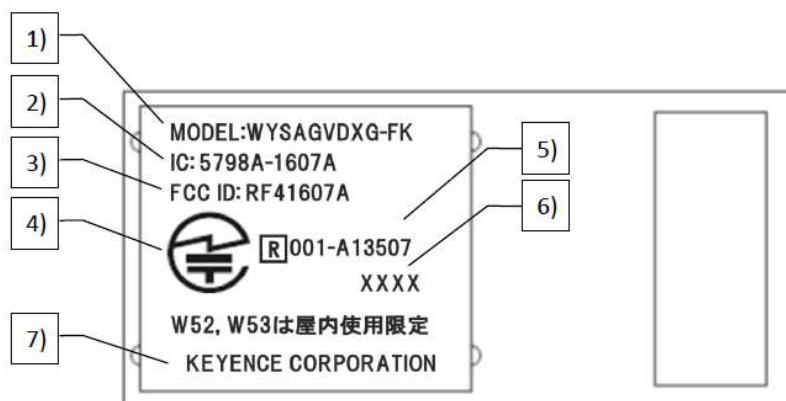 1)
2)
3)
4)
5)
6)
7)
MODEL:WYSAGVDXG-FK
IC:5798A-1607A
FCC ID:RF41607A
R 001-A13507
XXXX
W52, W53は屋内使用限定
KEYENCE CORPORATION